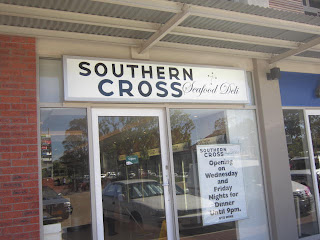 SOUTHERN
CROSS Seafood Deli
SOUTHERN
CROSS
Opening
on
Wednesday
and
Friday
Nights for
Dinner
Until 9pm.